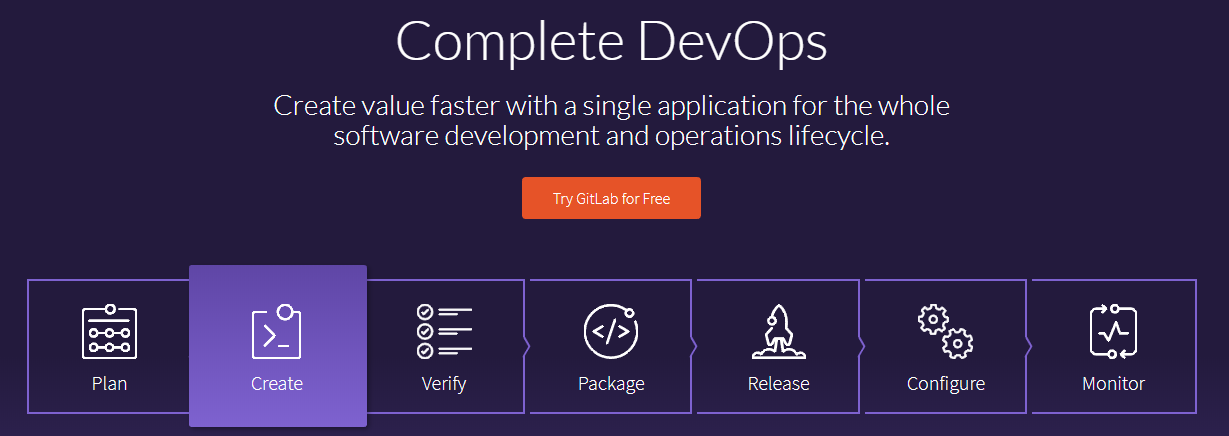 Complete DevOps
Create value faster with a single application for the whole
software development and operations lifecycle.
Try GitLab for Free
Plan
Create
Verify
Package
Release
Configure
Monitor